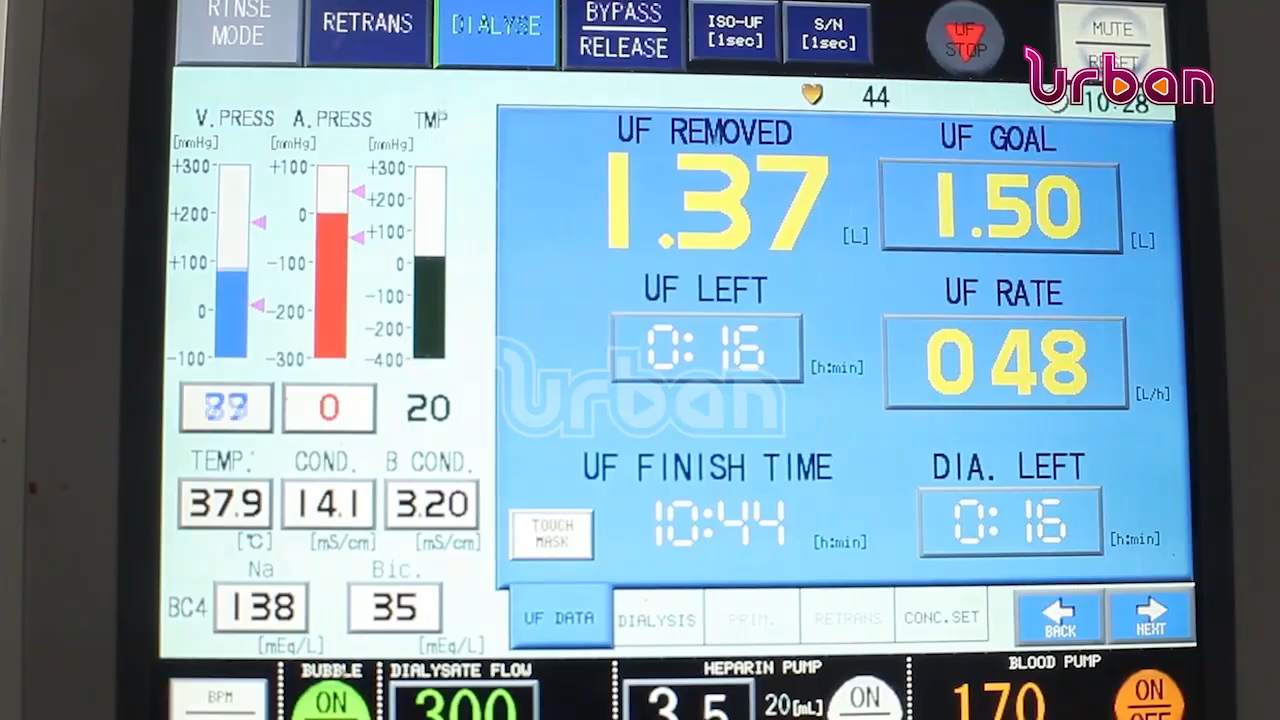 RINSE MODE
RETRANS
DIALYSE
BYPASS
RELEASE
ISO-UF [1sec]
S/N [1sec]
UF STOP
MUTE
RESET
Urban
44
10:28
V. PRESS A. PRESS TMP
[mmHg] [mmHg] [mmHg]
+300 +100 +300
+200 0 +200
+100 -100 +100
0 -200 0
-100 -300 -100
-200
-400
0 20
TEMP. COND. B COND.
37.9 14.1 3.20
[°C] [mS/cm] [mS/cm]
Na Bic.
BC4 138 35
[mEq/L] [mEq/L]
UF REMOVED UF GOAL
1.37 [L] 1.50 [L]
UF LEFT UF RATE
0:16 [h:min] 0 48 [L/h]
Urban
UF FINISH TIME DIA. LEFT
TOUCH MASK
10:44 [h:min] 0:16 [h:min]
UF DATA DIALYSIS PRIM. RETRANS CONC.SET BACK NEXT
BPM
BUBBLE
ON
DIALYSATE FLOW
300
HEPARIN PUMP
3.5 20[mL] ON
BLOOD PUMP
170 ON
OFF